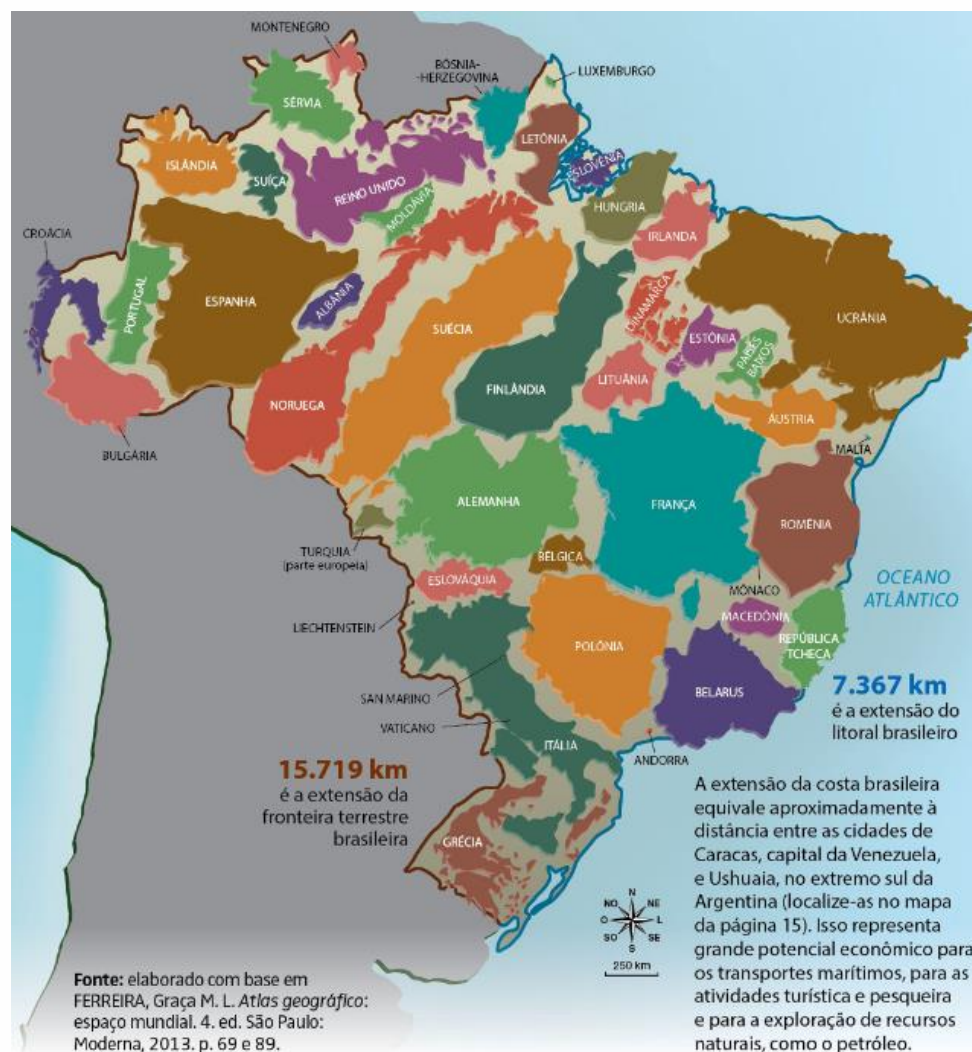 MONTENEGRO
BÓSNIA-
-HERZEGOVINA
LUXEMBURGO
SÉRVIA
LETÔNIA
ISLÂNDIA
SUÍÇA
REINO UNIDO
ESLOVÊNIA
MOLDÁVIA
HUNGRIA
IRLANDA
CROÁCIA
PORTUGAL
ESPANHA
ALBÂNIA
SUÉCIA
DINAMARCA
UCRÂNIA
ESTÔNIA
PAÍSES
BAIXOS
NORUEGA
FINLÂNDIA
LITUÂNIA
ÁUSTRIA
BULGÁRIA
MALTA
ALEMANHA
FRANÇA
ROMÊNIA
TURQUIA
(parte europeia)
BÉLGICA
ESLOVÁQUIA
MÔNACO
OCEANO
ATLÂNTICO
LIECHTENSTEIN
MACEDÔNIA
POLÔNIA
REPÚBLICA
TCHECA
SAN MARINO
BELARUS
VATICANO
ITÁLIA
ANDORRA
7.367 km
é a extensão do
litoral brasileiro
15.719 km
é a extensão da
fronteira terrestre
brasileira
GRÉCIA
A extensão da costa brasileira
equivale aproximadamente à
distância entre as cidades de
Caracas, capital da Venezuela,
e Ushuaia, no extremo sul da
Argentina (localize-as no mapa
da página 15). Isso representa
grande potencial econômico para
os transportes marítimos, para as
atividades turística e pesqueira
e para a exploração de recursos
naturais, como o petróleo.
N
NO NE
O L
SO SE
S
250 km
Fonte: elaborado com base em
FERREIRA, Graça M. L. Atlas geográfico:
espaço mundial. 4. ed. São Paulo:
Moderna, 2013. p. 69 e 89.